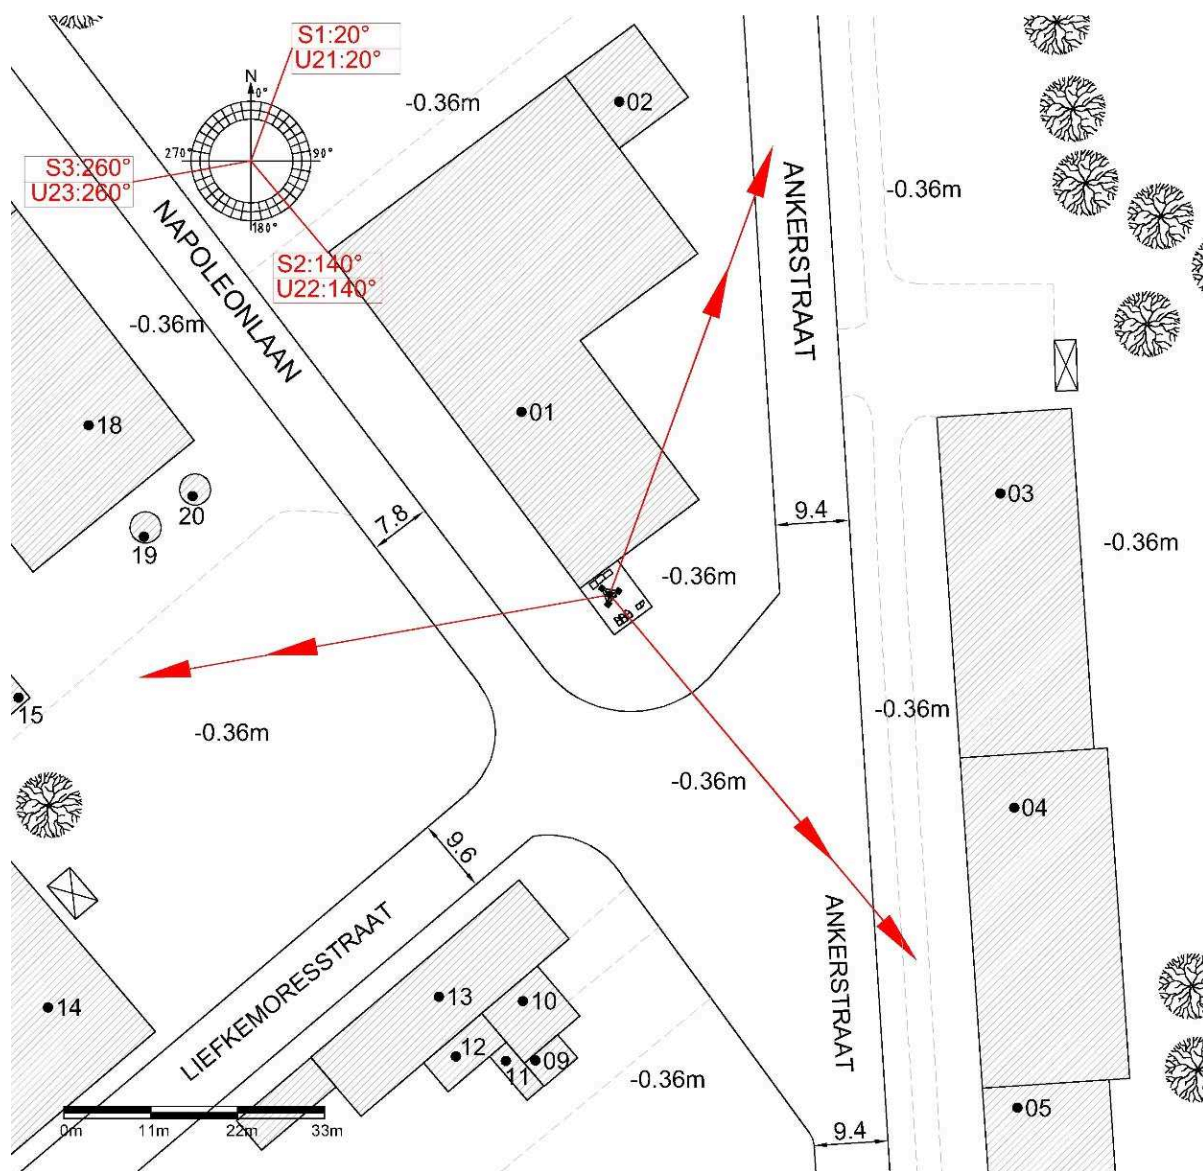 S1:20°
U21:20°
N
0°
-0.36m
02
270°
90°
ANKERSTRAAT
S3:260°
U23:260°
-0.36m
180°
NAPOLEONLAAN
S2:140°
U22:140°
-0.36m
01
18
03
20
7.8
9.4
19
-0.36m
-0.36m
15
-0.36m
-0.36m
-0.36m
04
9.6
ANKERSTRAAT
LIEFKEMORESSTRAAT
14
13
10
12
11
09
-0.36m
05
0m
11m
22m
33m
9.4